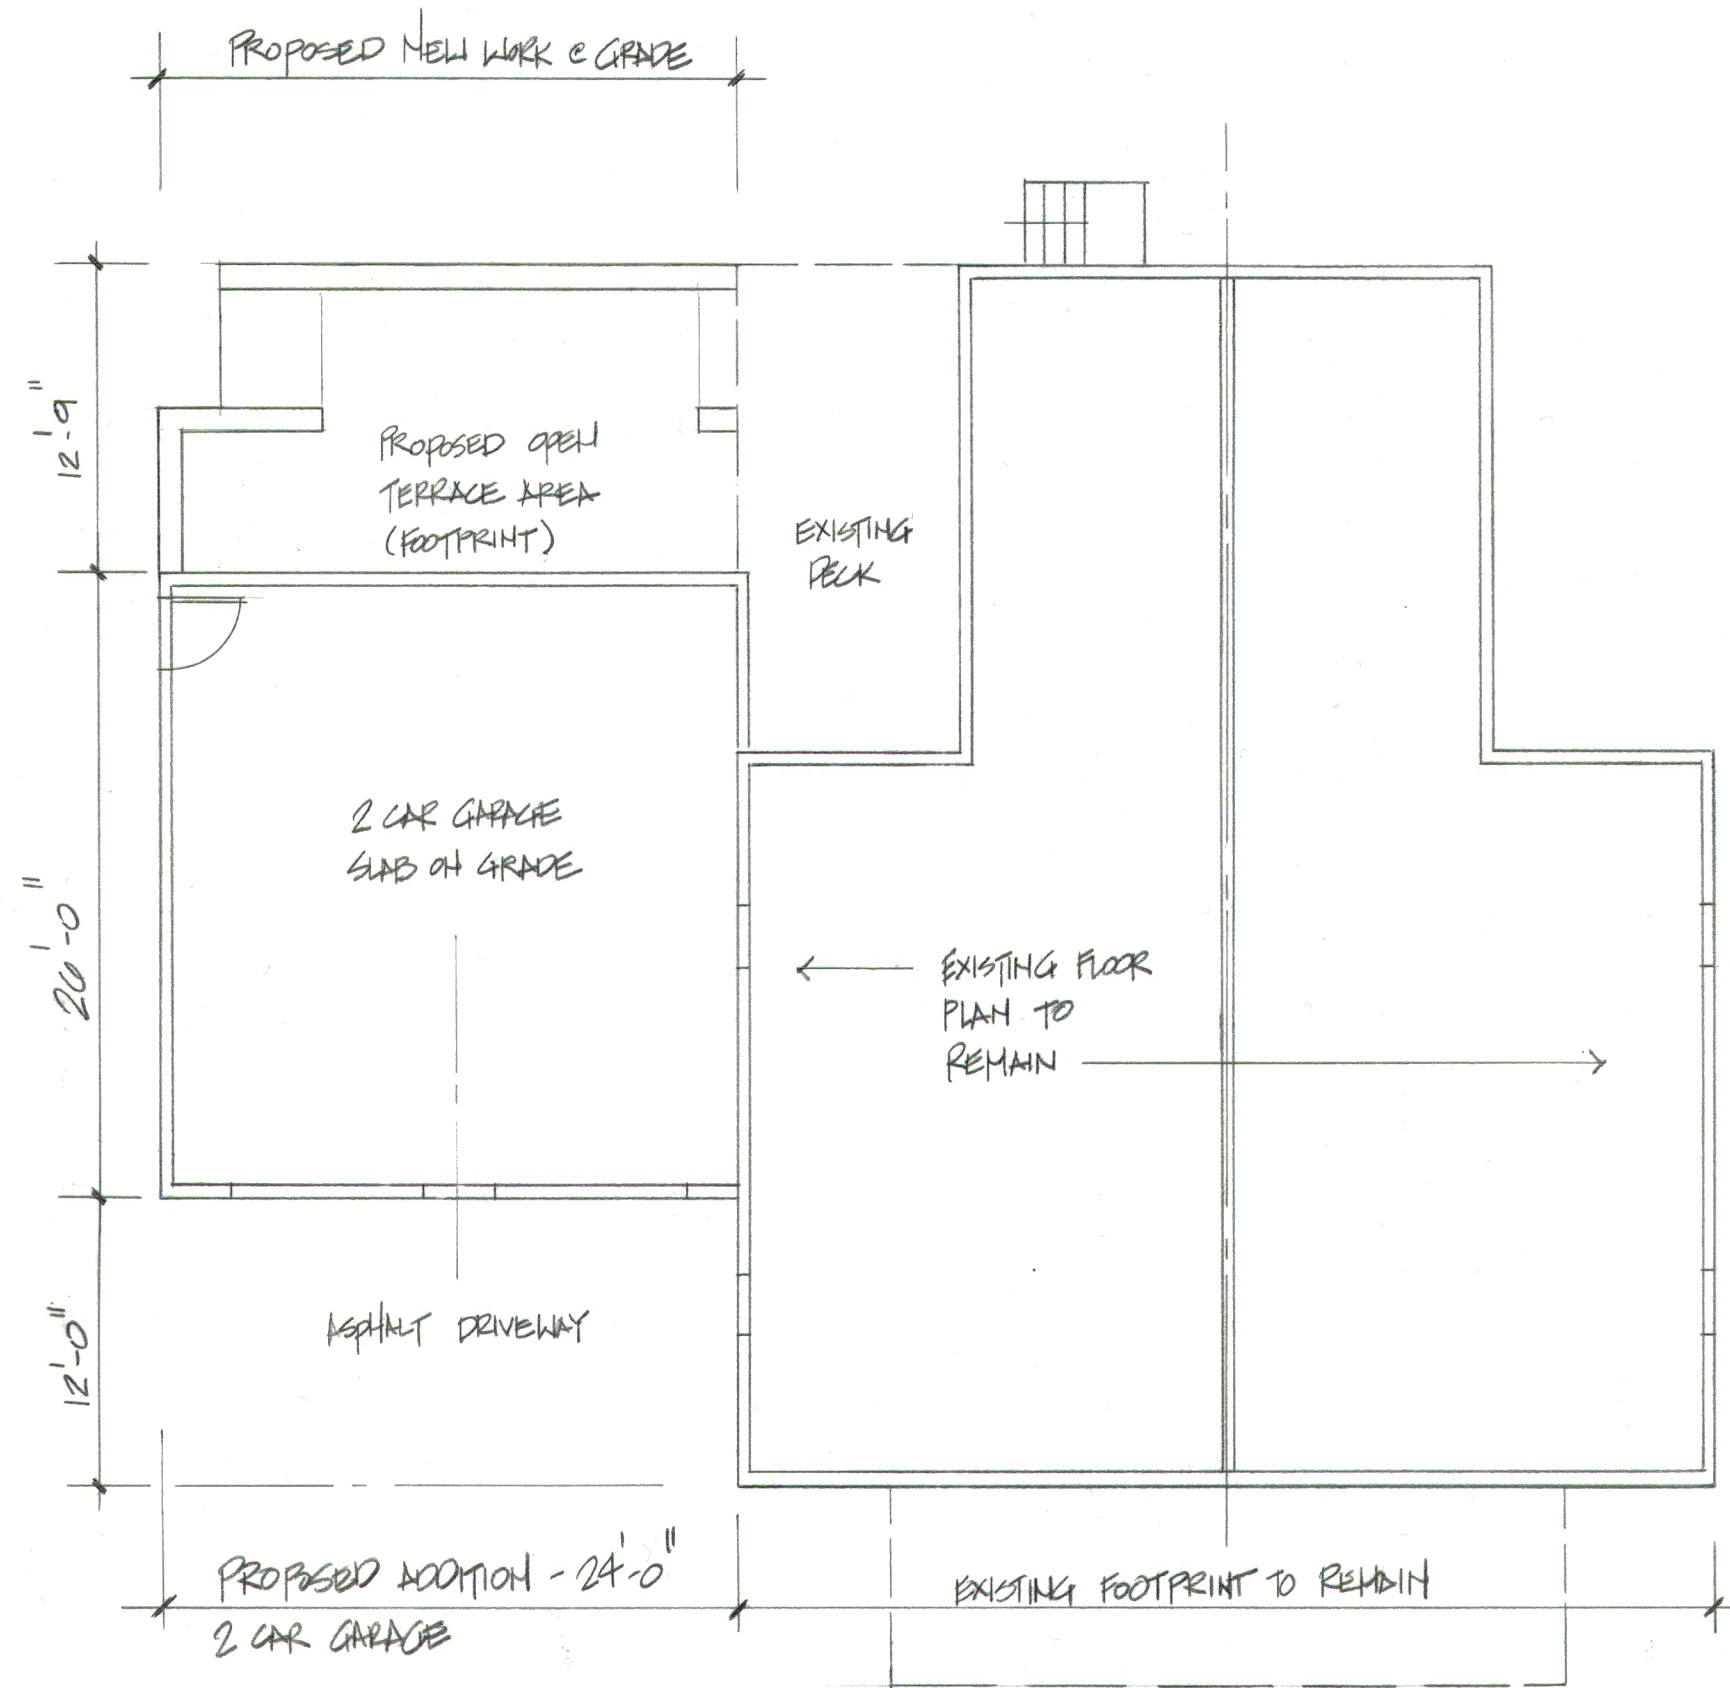 PROPOSED NEW WORK @ GRADE
12'-9"
PROPOSED OPEN
TERRACE AREA
(FOOTPRINT)
EXISTING
DECK
2 CAR GARAGE
SLAB ON GRADE
26'-0"
EXISTING FLOOR
PLAN TO
REMAIN
12'-0"
ASPHALT DRIVEWAY
PROPOSED ADDITION - 24'-0"
2 CAR GARAGE
EXISTING FOOTPRINT TO REMAIN